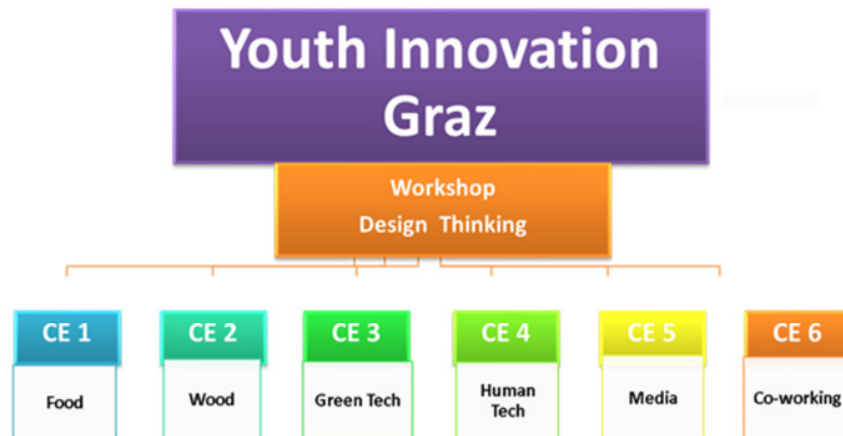 Youth Innovation
Graz
Workshop
Design Thinking
CE 1
CE 2
CE 3
CE 4
CE 5
CE 6
Food
Wood
Green Tech
Human
Tech
Media
Co-working